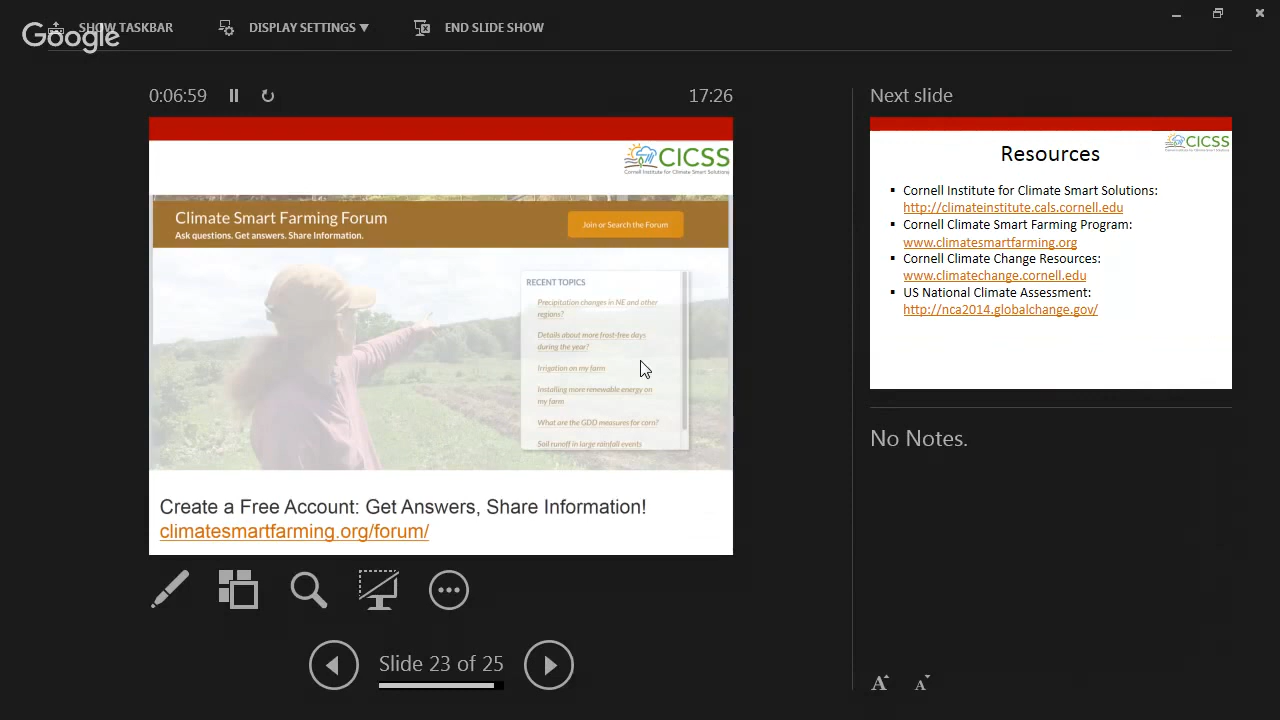 SHOW TASKBAR
DISPLAY SETTINGS
END SLIDE SHOW
Google
0:06:59
17:26
CICSS
Cornell Institute for Climate Smart Solutions
Climate Smart Farming Forum
Ask questions. Get answers. Share Information.
Join or Search the Forum
RECENT TOPICS
Precipitation changes in NE and other
regions?
Details about more frost-free days
during the year?
Irrigation on my farm
Installing more renewable energy on
my farm
What are the GDD measures for corn?
Soil runoff in large rainfall events
Create a Free Account: Get Answers, Share Information!
climatesmartfarming.org/forum/
Slide 23 of 25
Next slide
CICSS
Resources
▪ Cornell Institute for Climate Smart Solutions:
http://climateinstitute.cals.cornell.edu
▪ Cornell Climate Smart Farming Program:
www.climatesmartfarming.org
▪ Cornell Climate Change Resources:
www.climatechange.cornell.edu
▪ US National Climate Assessment:
http://nca2014.globalchange.gov/
No Notes.
A A